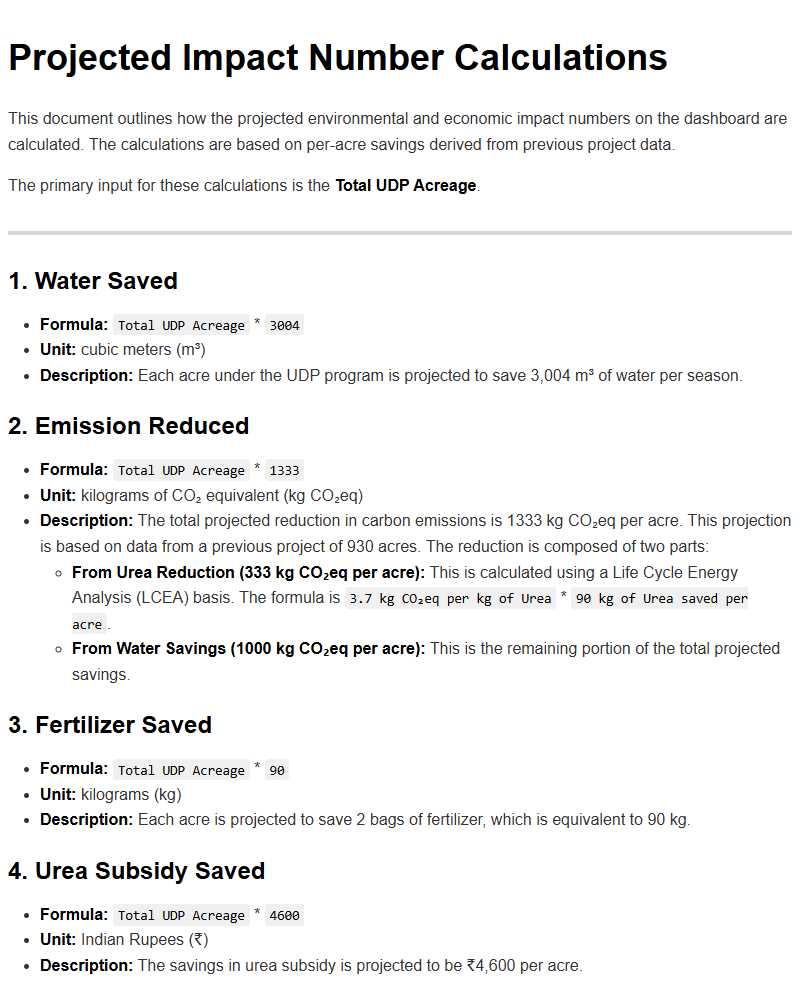 Projected Impact Number Calculations
This document outlines how the projected environmental and economic impact numbers on the dashboard are
calculated. The calculations are based on per-acre savings derived from previous project data.
The primary input for these calculations is the Total UDP Acreage.
1. Water Saved
• Formula: Total UDP Acreage * 3004
• Unit: cubic meters (m³)
• Description: Each acre under the UDP program is projected to save 3,004 m³ of water per season.
2. Emission Reduced
• Formula: Total UDP Acreage * 1333
• Unit: kilograms of CO₂ equivalent (kg CO₂eq)
• Description: The total projected reduction in carbon emissions is 1333 kg CO₂eq per acre. This projection
is based on data from a previous project of 930 acres. The reduction is composed of two parts:
◦ From Urea Reduction (333 kg CO₂eq per acre): This is calculated using a Life Cycle Energy
Analysis (LCEA) basis. The formula is 3.7 kg CO₂eq per kg of Urea * 90 kg of Urea saved per
acre.
◦ From Water Savings (1000 kg CO₂eq per acre): This is the remaining portion of the total projected
savings.
3. Fertilizer Saved
• Formula: Total UDP Acreage * 90
• Unit: kilograms (kg)
• Description: Each acre is projected to save 2 bags of fertilizer, which is equivalent to 90 kg.
4. Urea Subsidy Saved
• Formula: Total UDP Acreage * 4600
• Unit: Indian Rupees (₹)
• Description: The savings in urea subsidy is projected to be ₹4,600 per acre.